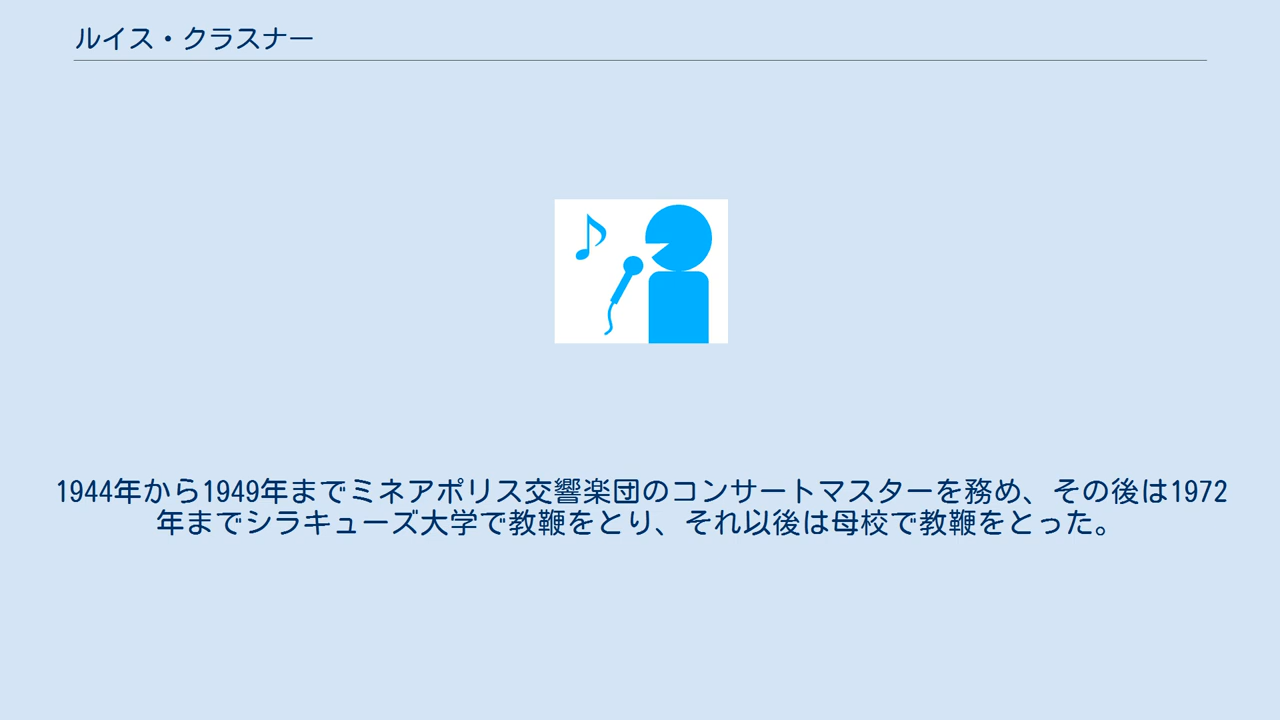 ルイス・クラスナー
1944年から1949年までミネアポリス交響楽団のコンサートマスターを務め、その後は1972
年までシラキューズ大学で教鞭をとり、それ以後は母校で教鞭をとった。